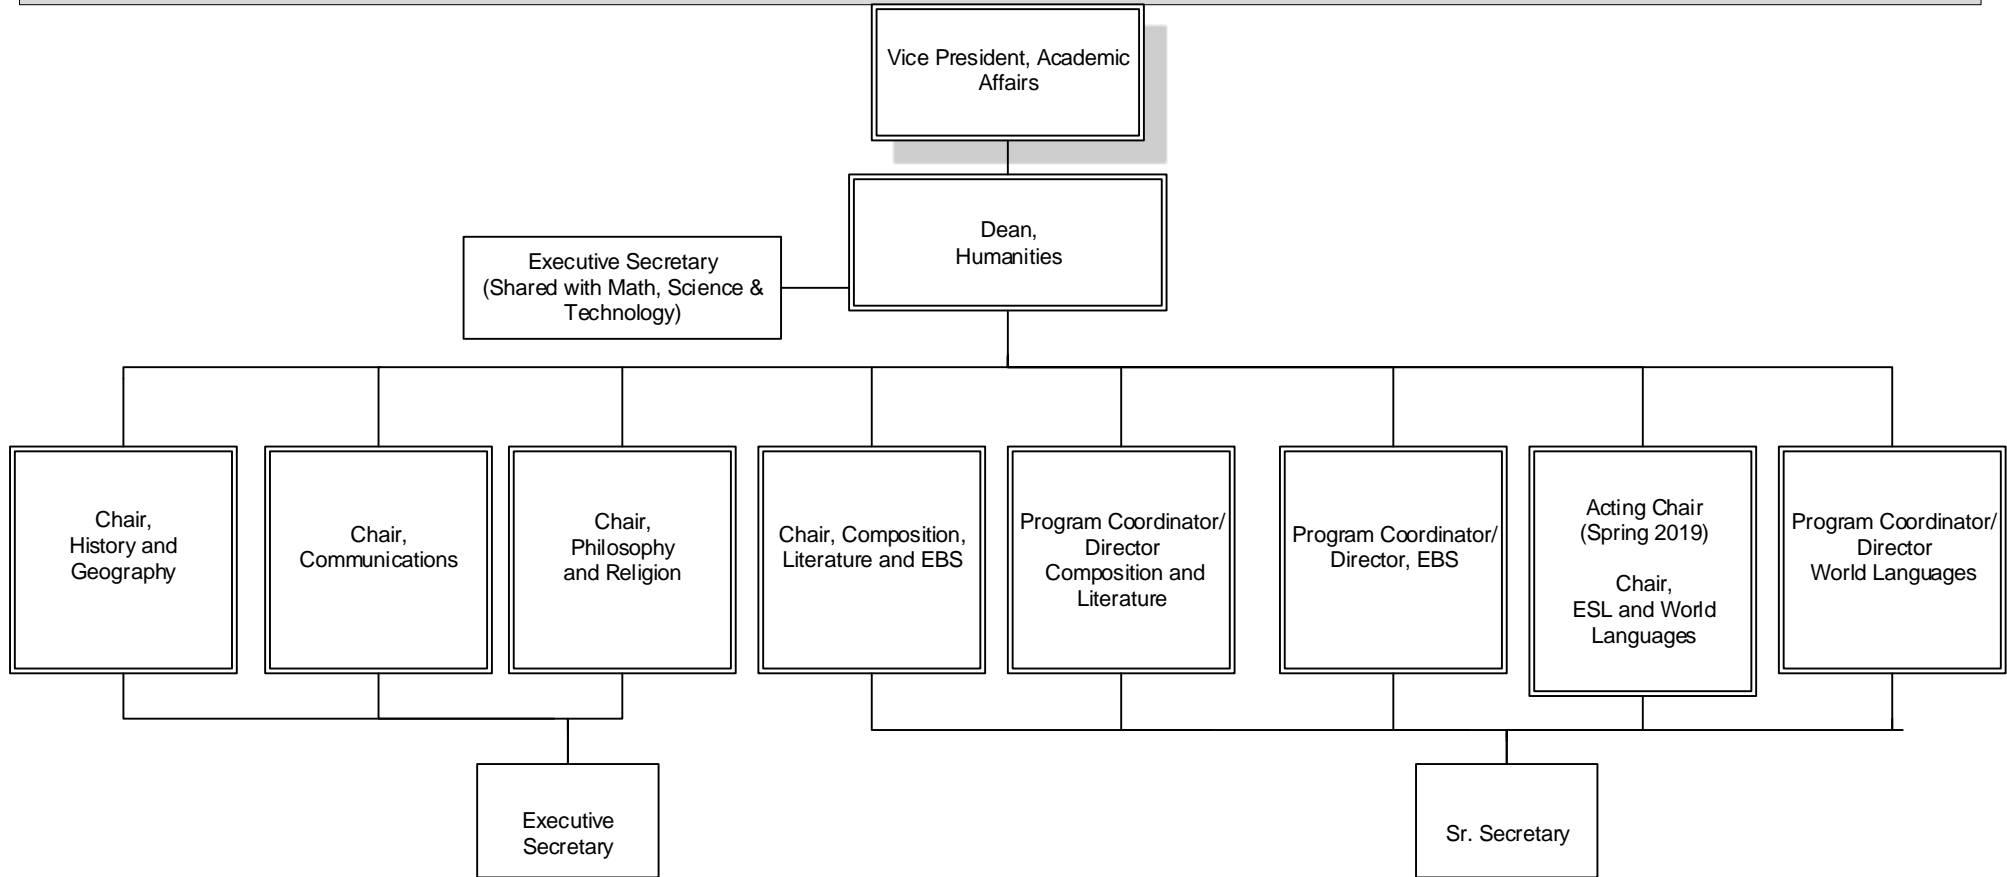 Vice President, Academic
Affairs
Dean,
Humanities
Executive Secretary
(Shared with Math, Science &
Technology)
Chair,
History and
Geography
Chair,
Communications
Chair,
Philosophy
and Religion
Chair, Composition,
Literature and EBS
Program Coordinator/
Director
Composition and
Literature
Program Coordinator/
Director, EBS
Acting Chair
(Spring 2019)
Chair,
ESL and World
Languages
Program Coordinator/
Director
World Languages
Executive
Secretary
Sr. Secretary